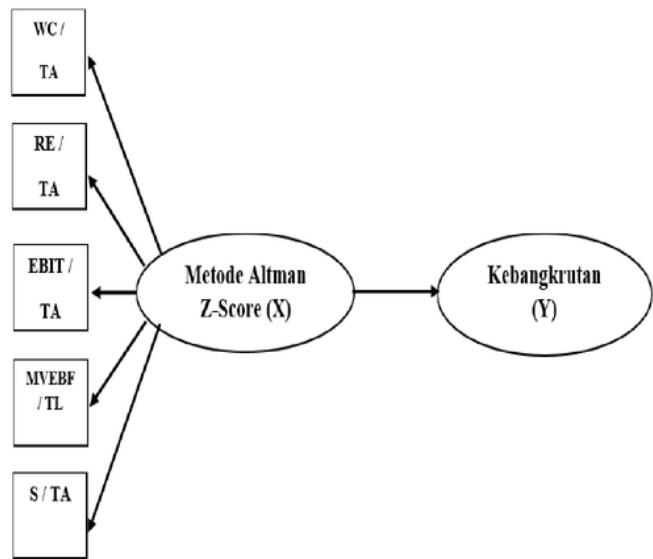 WC /
TA
RE /
TA
EBIT /
TA
MVEBF
/ TL
S / TA
Metode Altman
Z-Score (X)
Kebangkrutan
(Y)